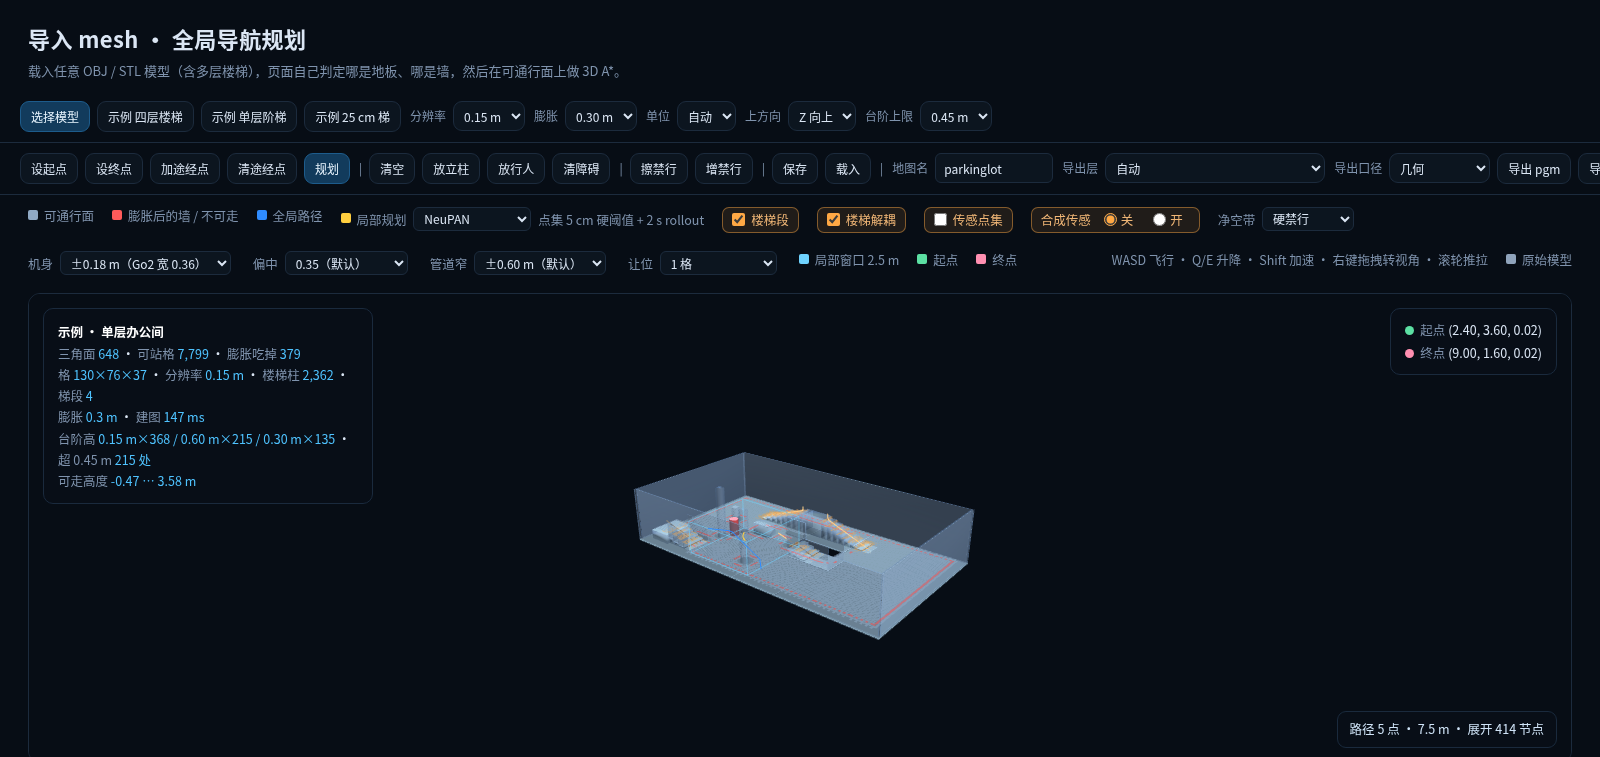 导入 mesh · 全局导航规划
载入任意 OBJ / STL 模型（含多层楼梯），页面自己判定哪是地板、哪是墙，然后在可通行面上做 3D A*。
选择模型 示例 四层楼梯 示例 单层阶梯 示例 25 cm 梯 分辨率 0.15 m 膨胀 0.30 m 单位 自动 上方向 Z 向上 台阶上限 0.45 m
设起点 设终点 加途经点 清途经点 规划 | 清空 放立柱 放行人 清障碍 | 擦禁行 增禁行 | 保存 载入 | 地图名 parkinglot 导出层 自动 导出口径 几何 导出 pgm 导
可通行面 膨胀后的墙 / 不可走 全局路径 局部规划 NeuPAN 点集 5 cm 硬阈值 + 2 s rollout 楼梯段 楼梯解耦 传感点集 合成传感 关 开 净空带 硬禁行
机身 ±0.18 m（Go2 宽 0.36） 偏中 0.35（默认） 管道窄 ±0.60 m（默认） 让位 1 格 局部窗口 2.5 m 起点 终点 WASD 飞行 · Q/E 升降 · Shift 加速 · 右键拖拽转视角 · 滚轮推拉 原始模型
示例 · 单层办公间
三角面 648 · 可站格 7,799 · 膨胀吃掉 379
格 130×76×37 · 分辨率 0.15 m · 楼梯柱 2,362 ·
梯段 4
膨胀 0.3 m · 建图 147 ms
台阶高 0.15 m×368 / 0.60 m×215 / 0.30 m×135 ·
超 0.45 m 215 处
可走高度 -0.47 ··· 3.58 m
起点 (2.40, 3.60, 0.02)
终点 (9.00, 1.60, 0.02)
路径 5 点 · 7.5 m · 展开 414 节点